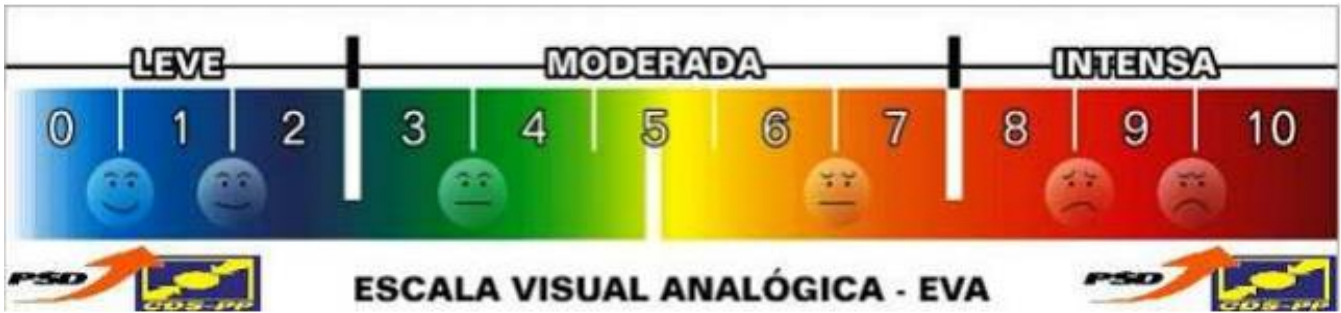 LEVE MODERADA INTENSA
0 1 2 3 4 5 6 7 8 9 10
PSD CDS-PP ESCALA VISUAL ANALÓGICA - EVA PSD CDS-PP